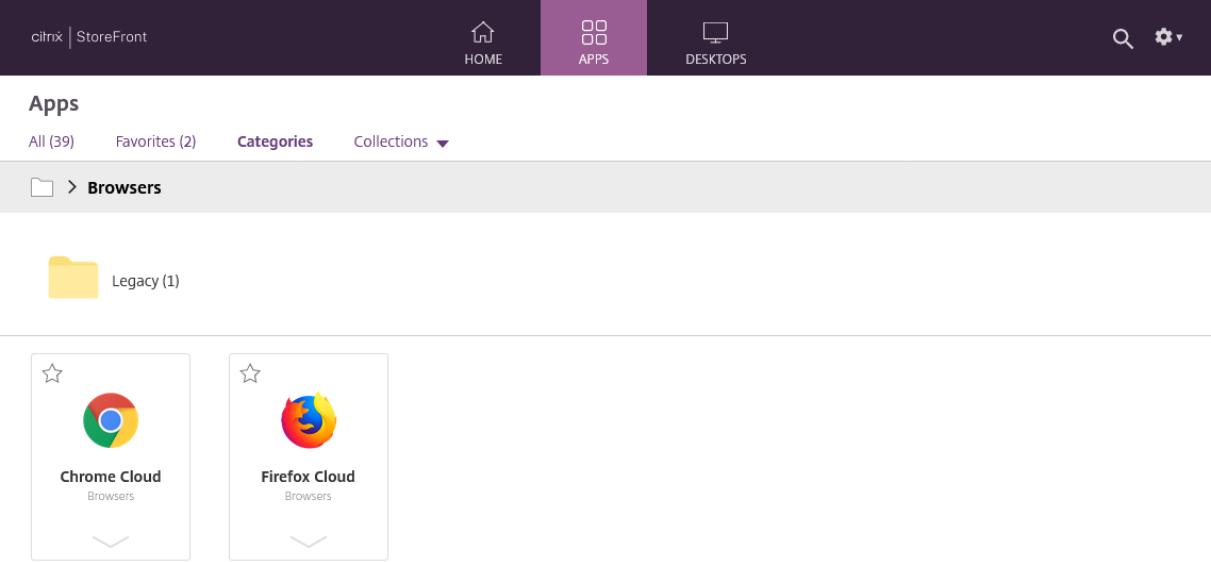 citrix | StoreFront
HOME
APPS
DESKTOPS
Apps
All (39)
Favorites (2)
Categories
Collections
Browsers
Legacy (1)
Chrome Cloud
Browsers
Firefox Cloud
Browsers